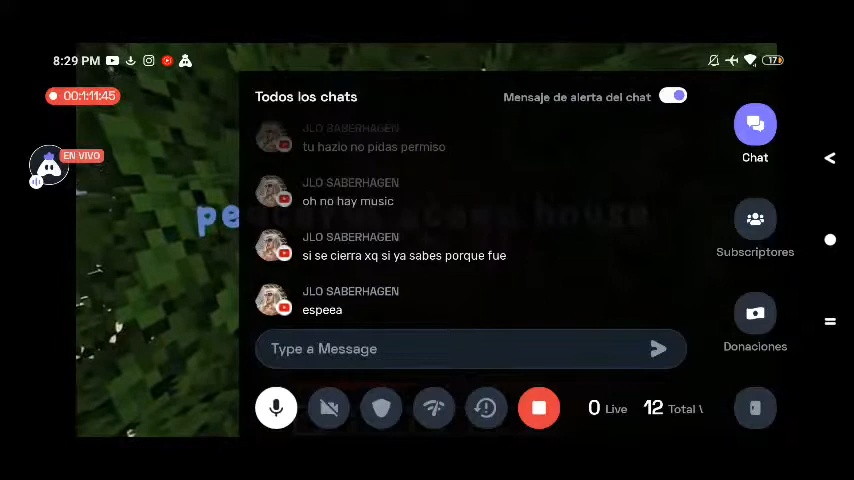 8:29 PM
17
00:1:11:45
EN VIVO
Todos los chats
Mensaje de alerta del chat
JLO SABERHAGEN
tu hazio no pidas permiso
JLO SABERHAGEN
oh no hay music
JLO SABERHAGEN
si se cierra xq si ya sabes porque fue
JLO SABERHAGEN
espeea
Type a Message
0 Live 12 Total \
Chat
Subscriptores
Donaciones
house